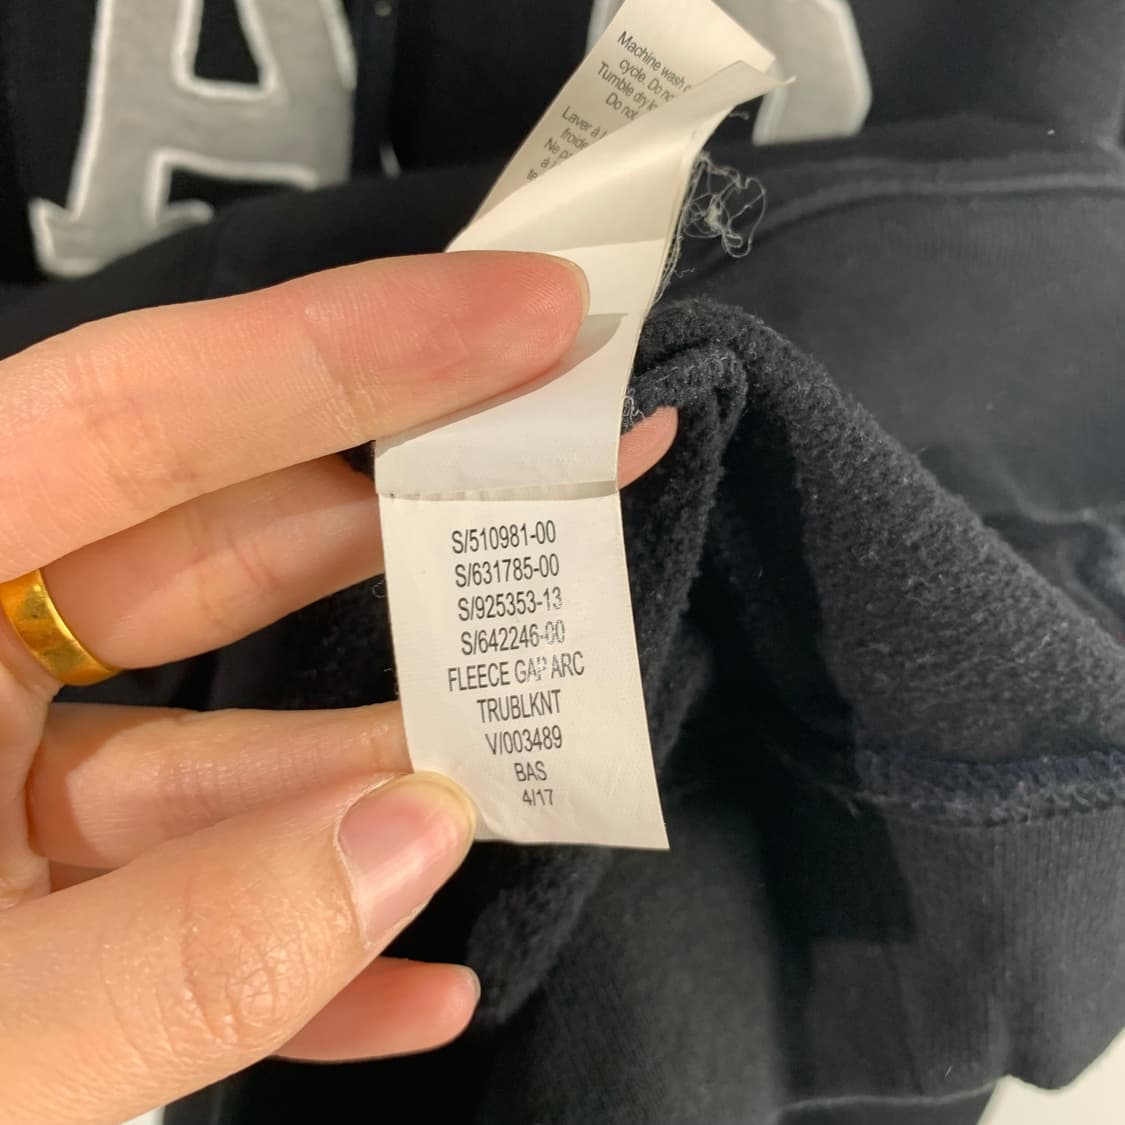 A
Machine wash
cycle. Do
Tumble dry
Do not
Laver à
froide
Ne
à
S/510981-00
S/631785-00
S/925353-13
S/642246-00
FLEECE GAP ARC
TRUBLKNT
V/003489
BAS
4/17